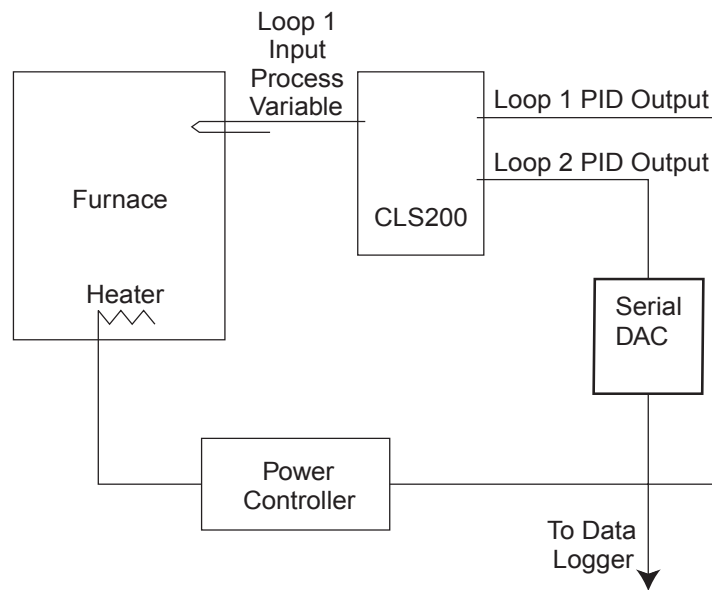 Loop 1
Input
Process
Variable
Loop 1 PID Output
Loop 2 PID Output
Furnace
CLS200
Heater
Serial
DAC
Power
Controller
To Data
Logger